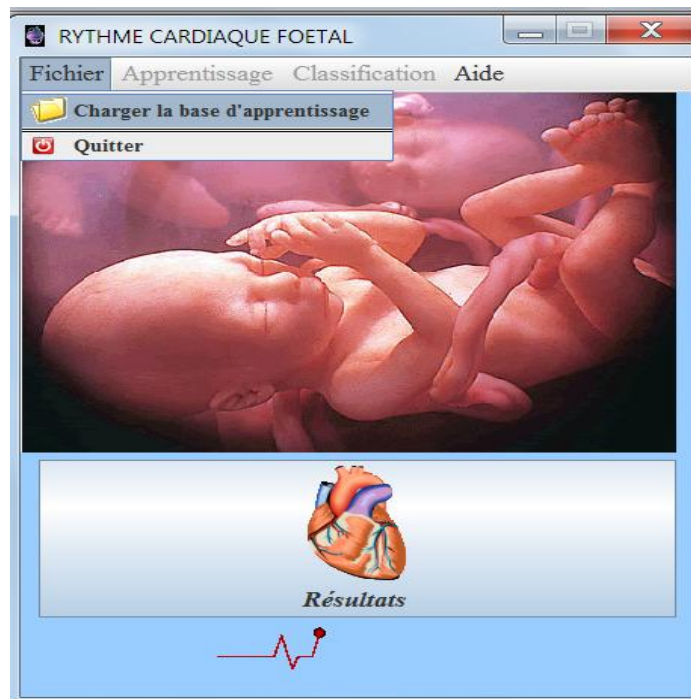 RYTHME CARDIAQUE FOETAL
Fichier Apprentissage Classification Aide
Charger la base d'apprentissage
Quitter
Résultats